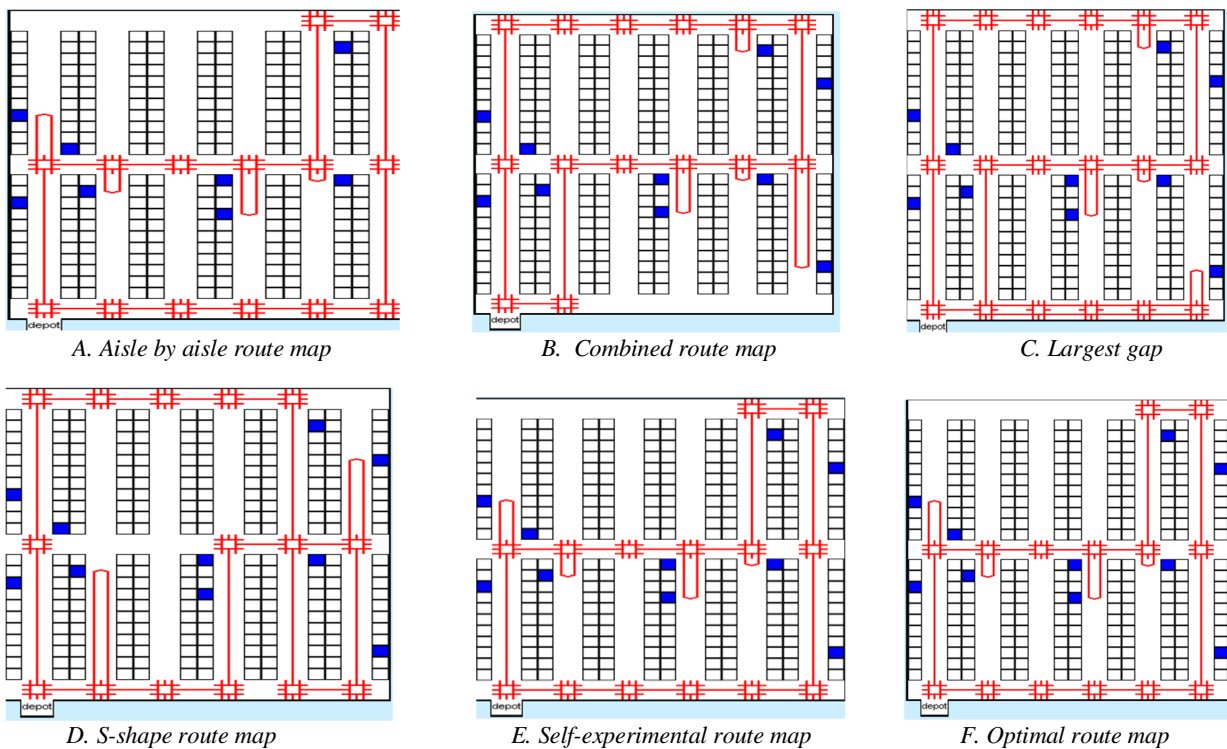 depot
A. Aisle by aisle route map
depot
B. Combined route map
depot
C. Largest gap
depot
D. S-shape route map
depot
E. Self-experimental route map
depot
F. Optimal route map